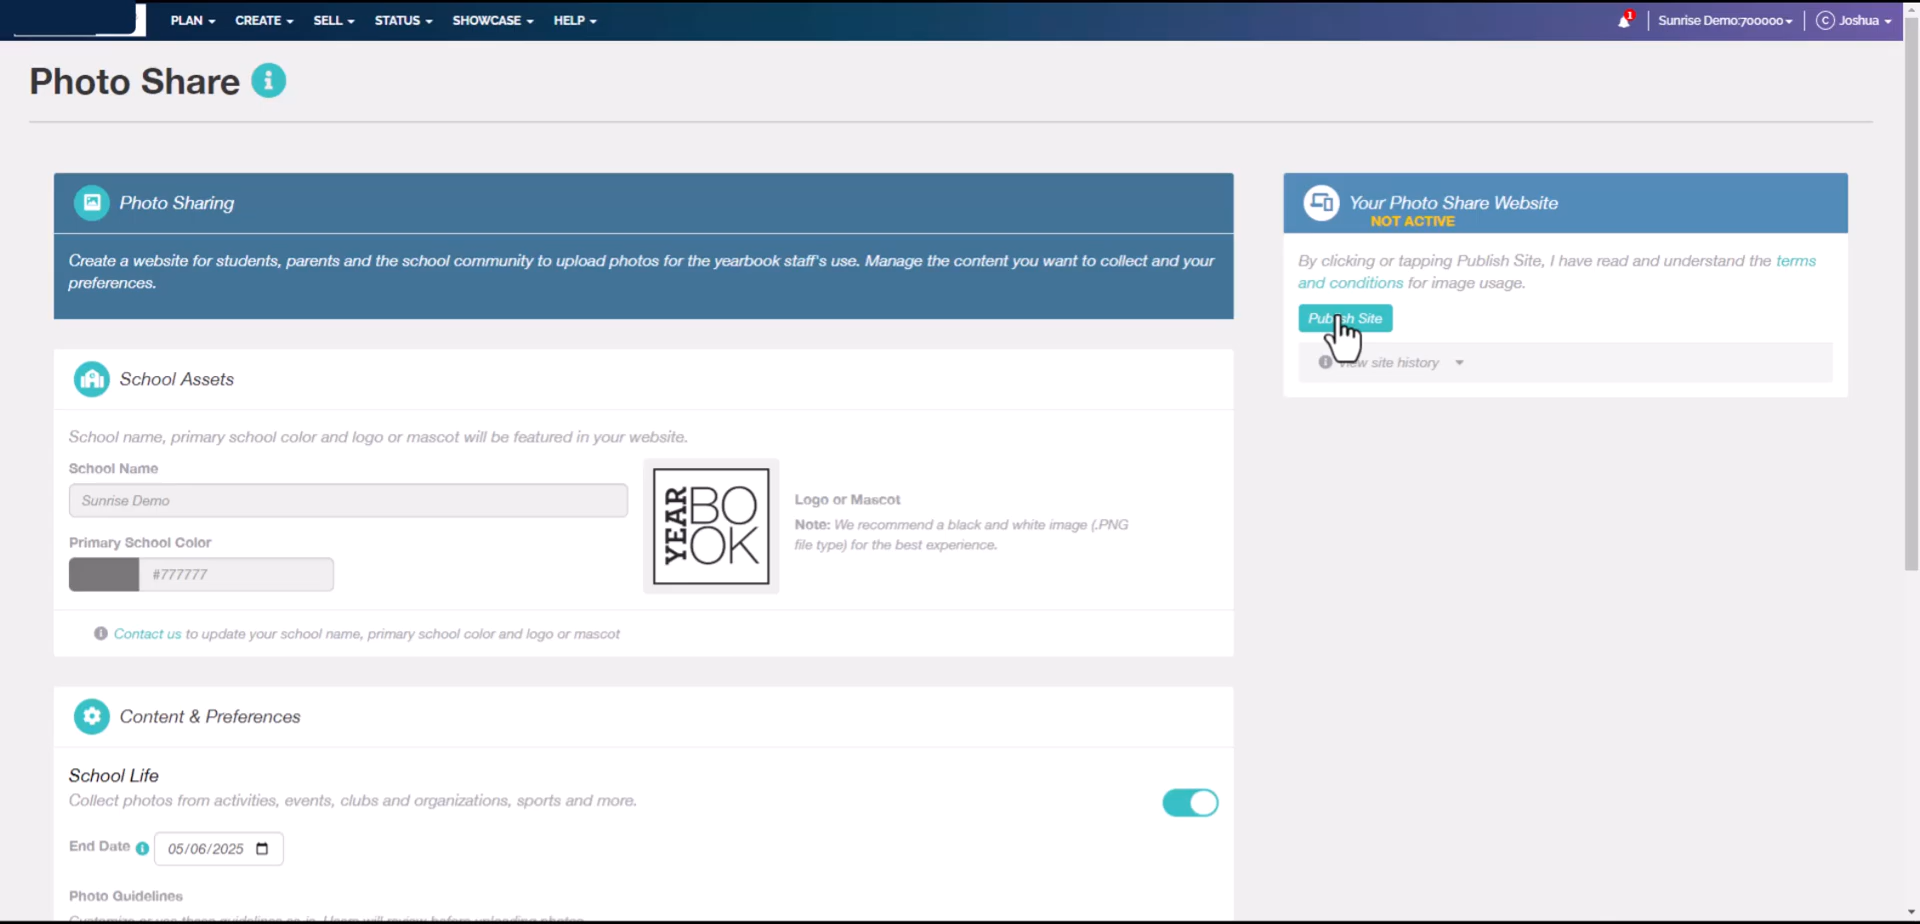 PLAN CREATE SELL STATUS SHOWCASE HELP 1 Sunrise Demo:700000 C Joshua
Photo Share
Photo Sharing
Create a website for students, parents and the school community to upload photos for the yearbook staff's use. Manage the content you want to collect and your
preferences.
Your Photo Share Website
NOT ACTIVE
By clicking or tapping Publish Site, I have read and understand the terms
and conditions for image usage.
Publish Site
View site history
School Assets
School name, primary school color and logo or mascot will be featured in your website.
School Name
Sunrise Demo
Primary School Color
#777777
YEAR
BO
OK
Logo or Mascot
Note: We recommend a black and white image (.PNG
file type) for the best experience.
Contact us to update your school name, primary school color and logo or mascot
Content & Preferences
School Life
Collect photos from activities, events, clubs and organizations, sports and more.
End Date 05/06/2025
Photo Guidelines